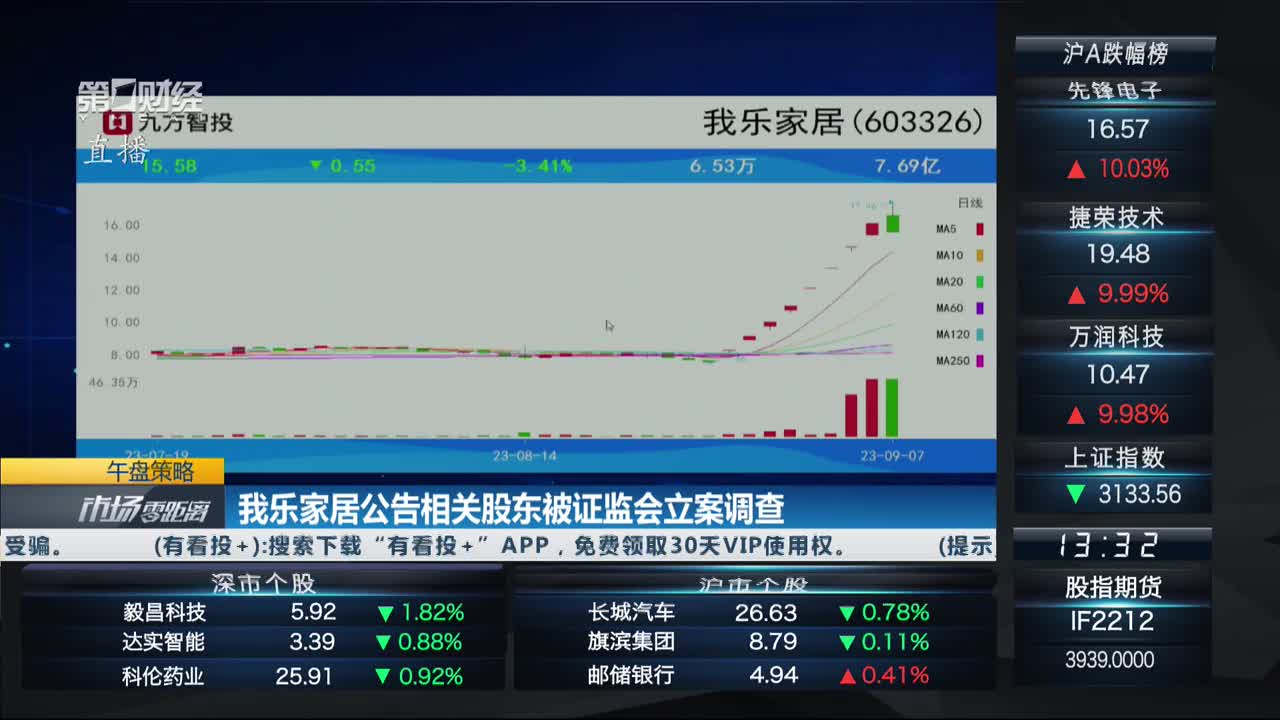 第一财经
直播
九方智投
我乐家居(603326)
15.58 ▼0.55 -3.41% 6.53万 7.69亿
日线
16.00
14.00
12.00
10.00
8.00
46.35万
MA5
MA10
MA20
MA60
MA120
MA250
23-07-19 23-08-14 23-09-07
午盘策略
市场零距离
我乐家居公告相关股东被证监会立案调查
受骗。 (有看投+):搜索下载“有看投+”APP，免费领取30天VIP使用权。 (提示
深市个股
毅昌科技 5.92 ▼1.82%
达实智能 3.39 ▼0.88%
科伦药业 25.91 ▼0.92%
沪市个股
长城汽车 26.63 ▼0.78%
旗滨集团 8.79 ▼0.11%
邮储银行 4.94 ▲0.41%
沪A跌幅榜
先锋电子
16.57
▲ 10.03%
捷荣技术
19.48
▲ 9.99%
万润科技
10.47
▲ 9.98%
上证指数
▼ 3133.56
13:32
股指期货
IF2212
3939.0000